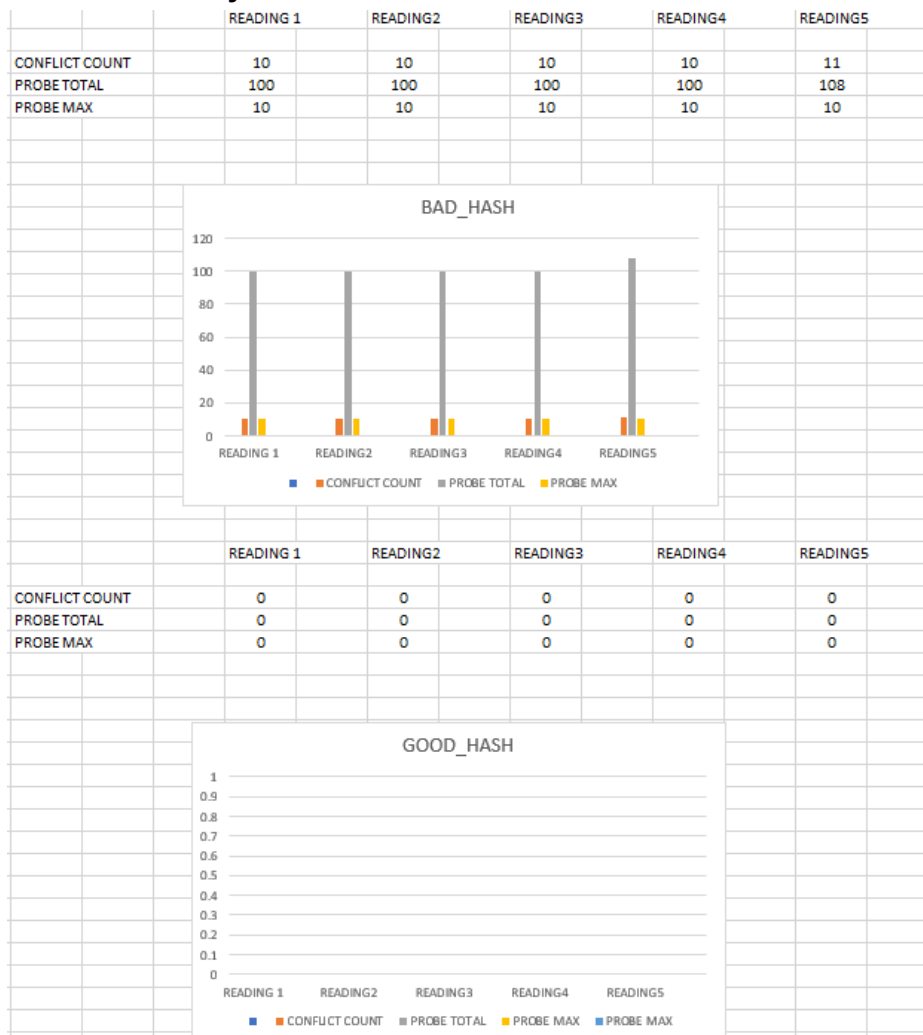 READING 1 READING2 READING3 READING4 READING5
CONFLICT COUNT 10 10 10 10 11
PROBE TOTAL 100 100 100 100 108
PROBE MAX 10 10 10 10 10
BAD_HASH
120
100
80
60
40
20
0
READING 1 READING2 READING3 READING4 READING5
CONFLICT COUNT PROBE TOTAL PROBE MAX
READING 1 READING2 READING3 READING4 READING5
CONFLICT COUNT 0 0 0 0 0
PROBE TOTAL 0 0 0 0 0
PROBE MAX 0 0 0 0 0
GOOD_HASH
1
0.9
0.8
0.7
0.6
0.5
0.4
0.3
0.2
0.1
0
READING 1 READING2 READING3 READING4 READING5
CONFLICT COUNT PROBE TOTAL PROBE MAX PROBE MAX